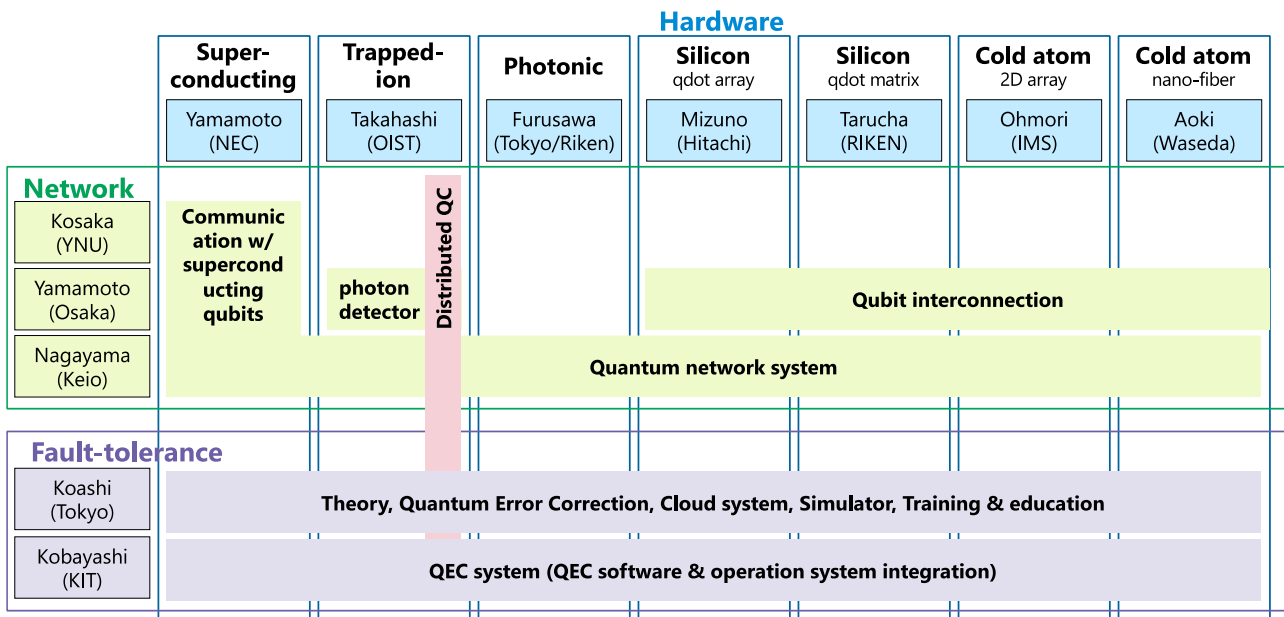 Hardware
Super-
conducting
Trapped-
ion
Photonic
Silicon
qdot array
Silicon
qdot matrix
Cold atom
2D array
Cold atom
nano-fiber
Yamamoto
(NEC)
Takahashi
(OIST)
Furusawa
(Tokyo/Riken)
Mizuno
(Hitachi)
Tarucha
(RIKEN)
Ohmori
(IMS)
Aoki
(Waseda)
Network
Kosaka
(YNU)
Communic
ation w/
supercond
ucting
qubits
Distributed QC
Yamamoto
(Osaka)
photon
detector
Qubit interconnection
Nagayama
(Keio)
Quantum network system
Fault-tolerance
Koashi
(Tokyo)
Theory, Quantum Error Correction, Cloud system, Simulator, Training & education
Kobayashi
(KIT)
QEC system (QEC software & operation system integration)